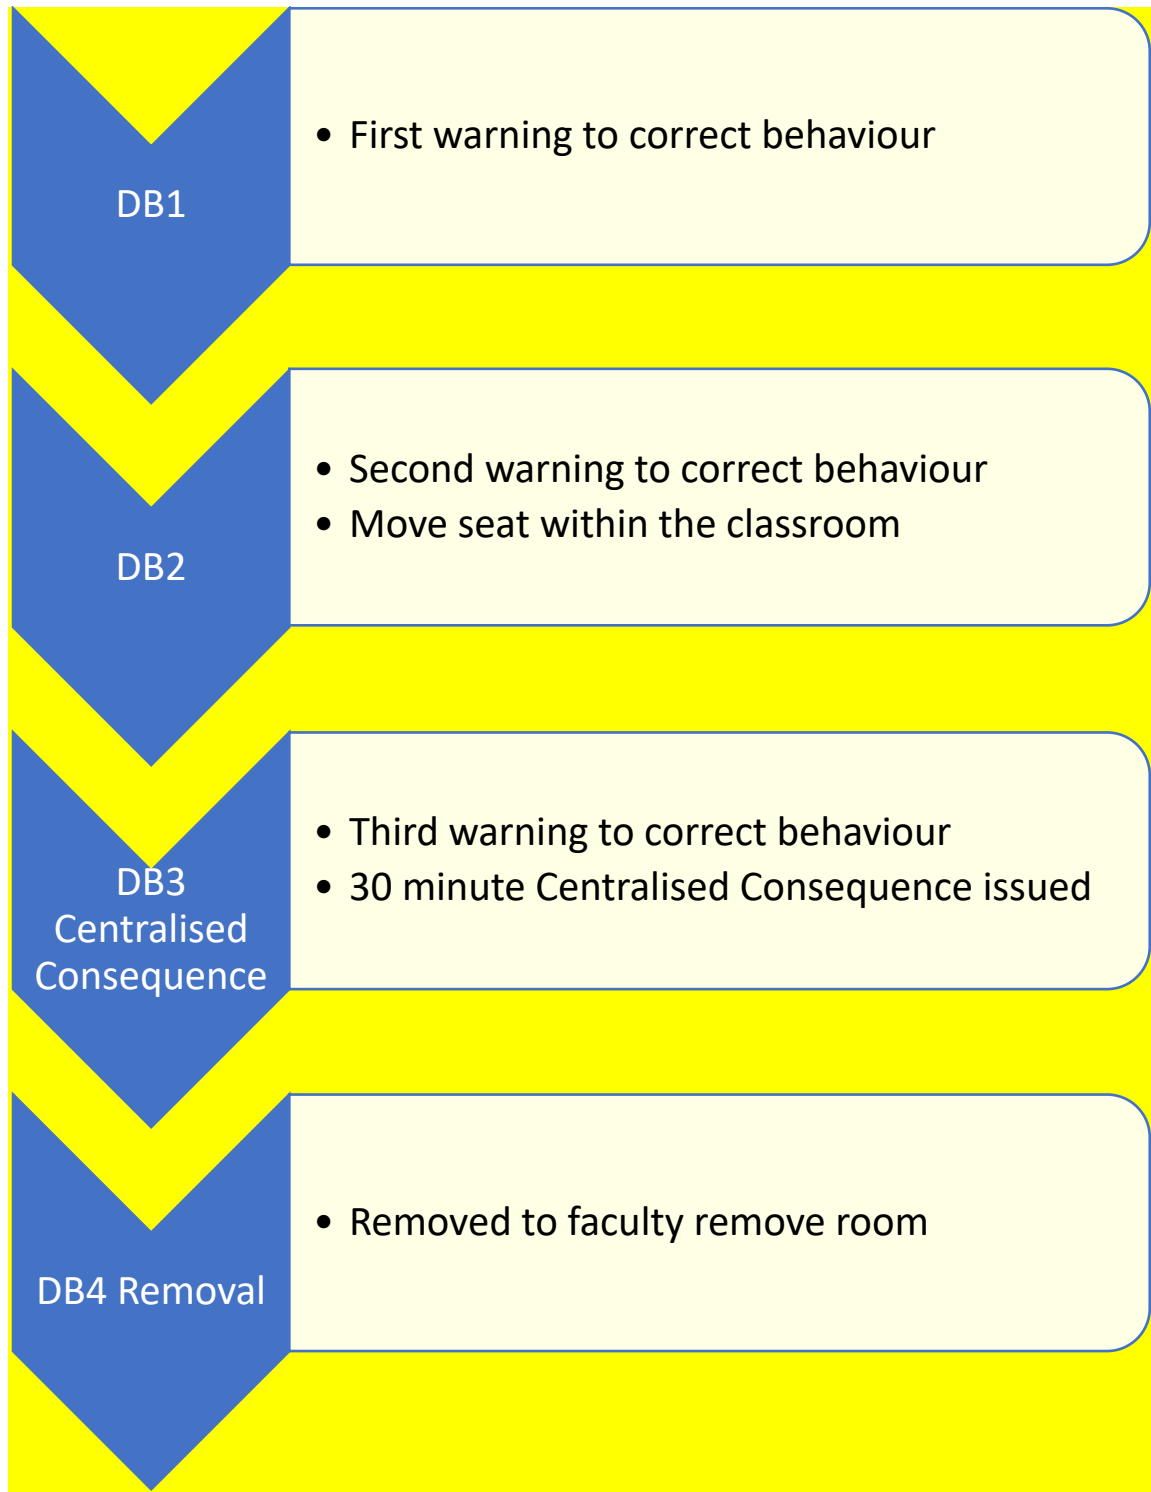 DB1
• First warning to correct behaviour
DB2
• Second warning to correct behaviour
• Move seat within the classroom
DB3
Centralised
Consequence
• Third warning to correct behaviour
• 30 minute Centralised Consequence issued
DB4 Removal
• Removed to faculty remove room